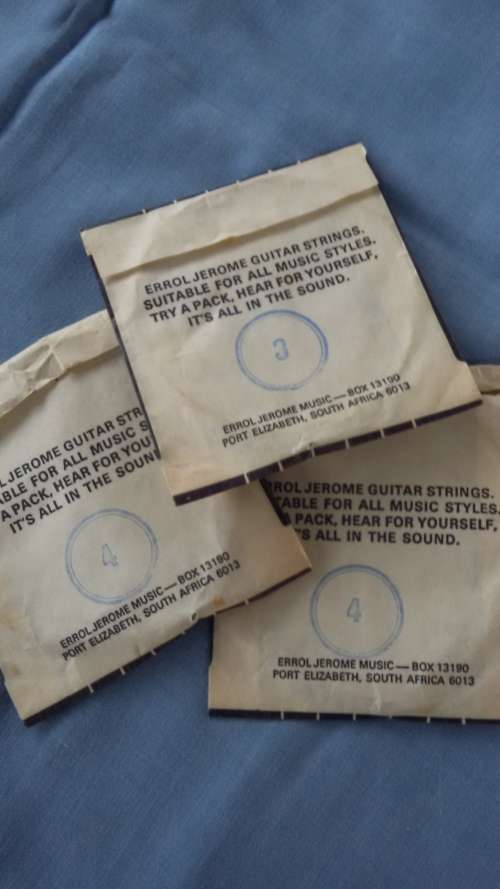 ERROL JEROME GUITAR STRINGS.
SUITABLE FOR ALL MUSIC STYLES.
TRY A PACK, HEAR FOR YOURSELF,
IT'S ALL IN THE SOUND.
3
ERROL JEROME MUSIC — BOX 13190
PORT ELIZABETH, SOUTH AFRICA 6013
L JEROME GUITAR STR
ABLE FOR ALL MUSIC S
A PACK, HEAR FOR YOU
IT'S ALL IN THE SOUN
4
ERROL JEROME MUSIC — BOX 13190
PORT ELIZABETH, SOUTH AFRICA 6013
RROL JEROME GUITAR STRINGS.
TABLE FOR ALL MUSIC STYLES.
PACK, HEAR FOR YOURSELF,
'S ALL IN THE SOUND.
4
ERROL JEROME MUSIC — BOX 13190
PORT ELIZABETH, SOUTH AFRICA 6013